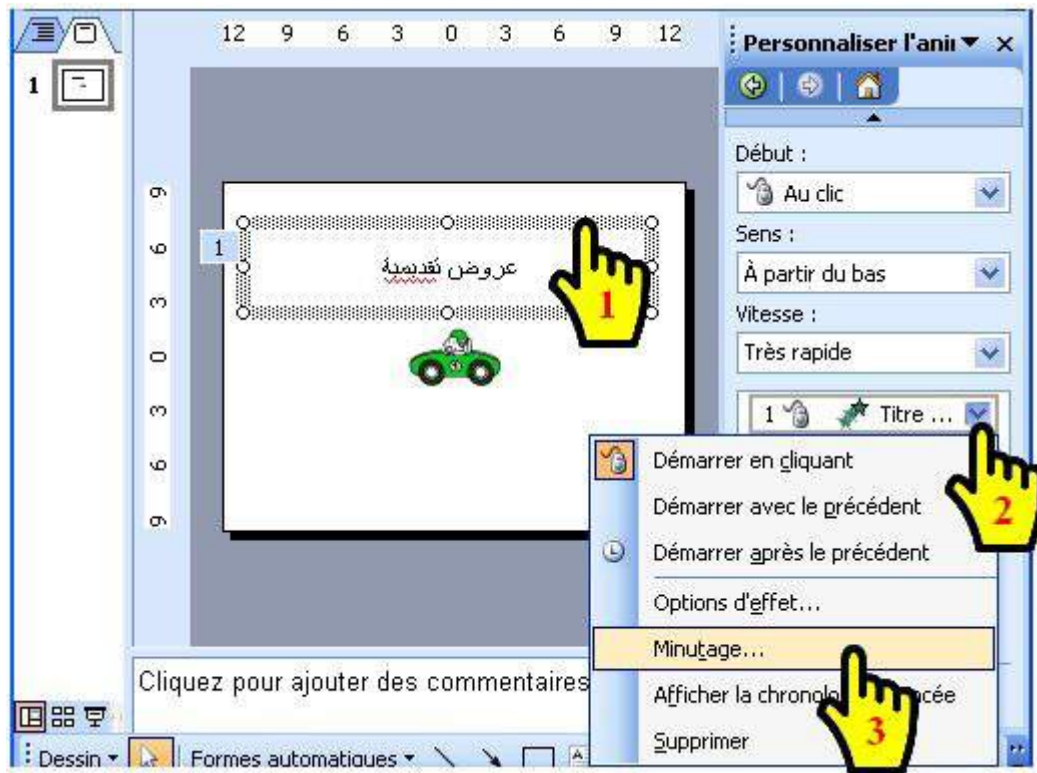 12 9 6 3 0 3 6 9 12
1
9
6
3
0
3
6
9
1
عروض تقديمية
1
Personnaliser l'anii
Début :
Au clic
Sens :
À partir du bas
Vitesse :
Très rapide
1 Titre ...
2
Démarrer en cliquant
Démarrer avec le précédent
Démarrer après le précédent
Options d'effet...
Minutage...
Afficher la chronolo
Supprimer
3
Cliquez pour ajouter des commentaires
Dessin
Formes automatiques